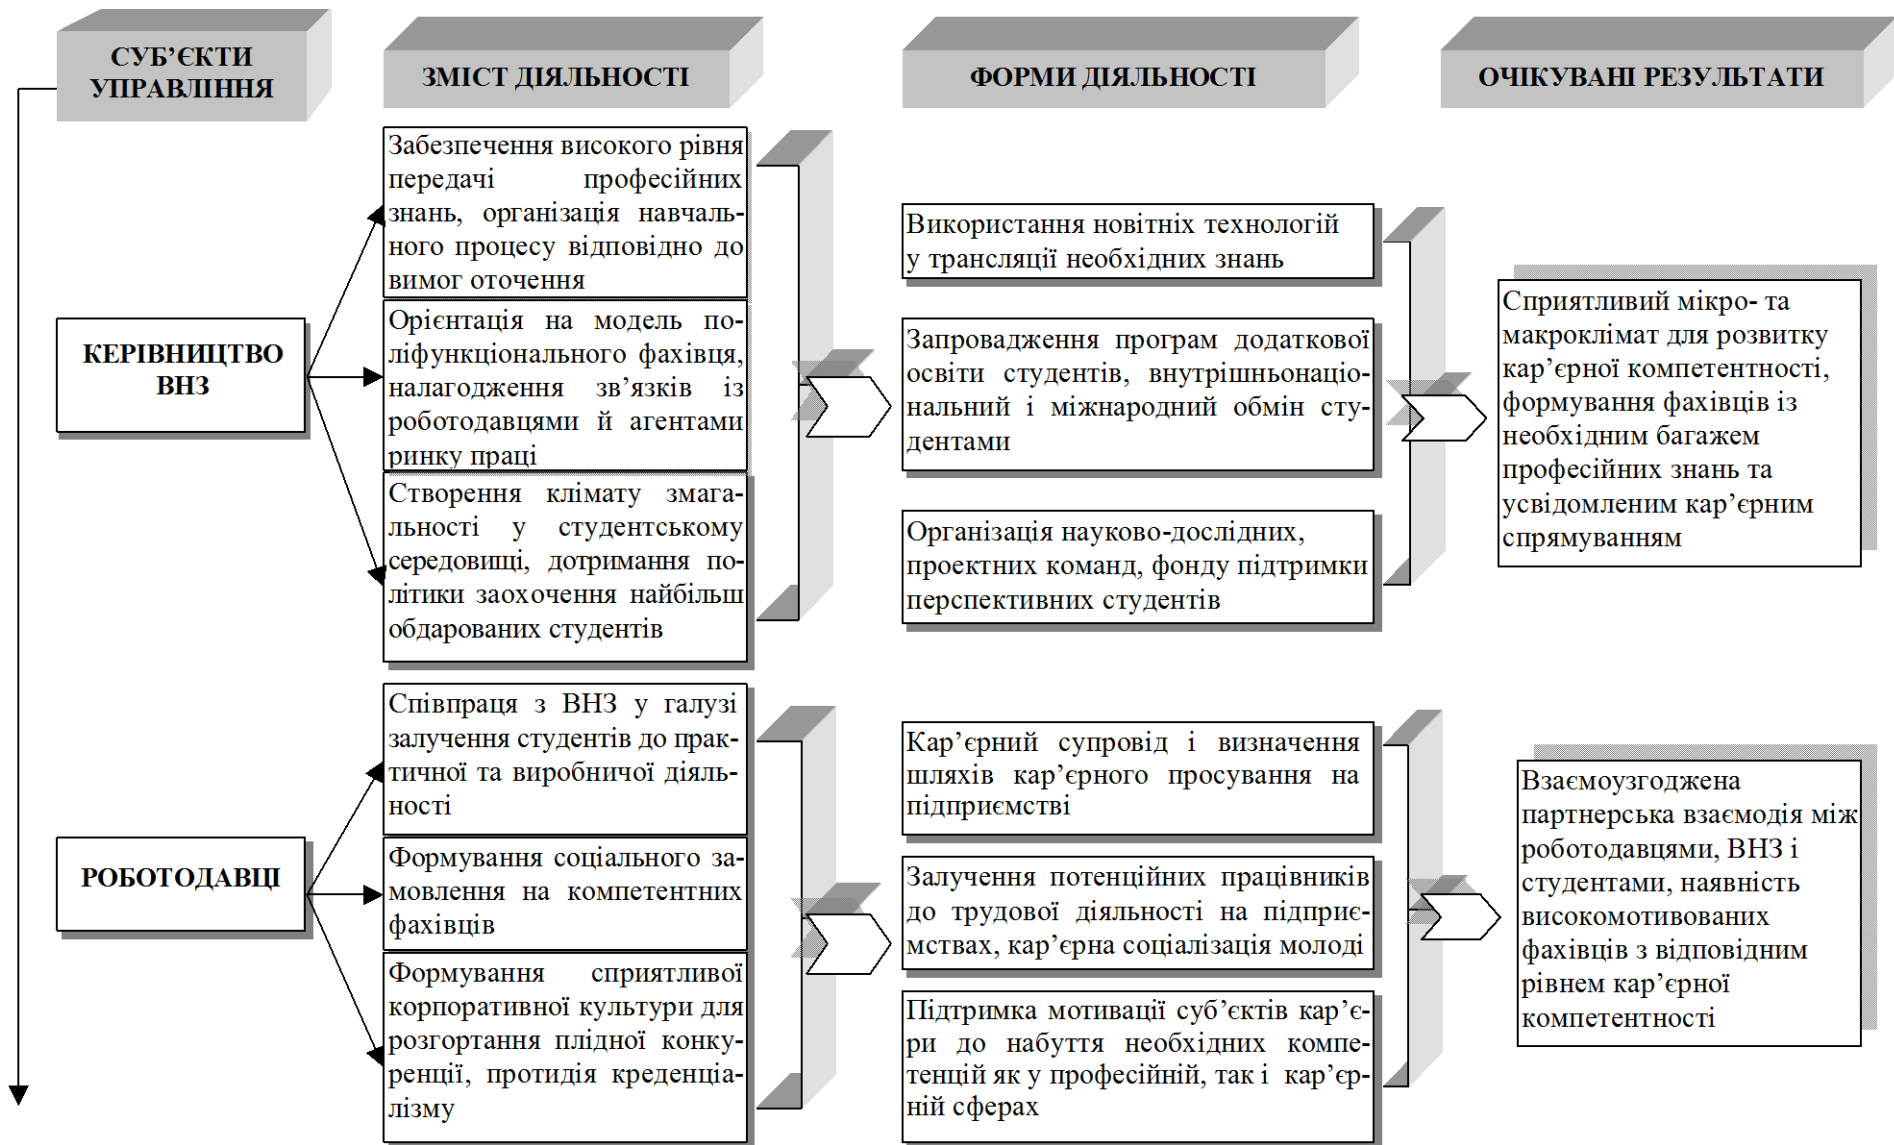 СУБ’ЄКТИ
УПРАВЛІННЯ
ЗМІСТ ДІЯЛЬНОСТІ
ФОРМИ ДІЯЛЬНОСТІ
ОЧІКУВАНІ РЕЗУЛЬТАТИ
КЕРІВНИЦТВО
ВНЗ
Забезпечення високого рівня
передачі професійних
знань, організація навчаль-
ного процесу відповідно до
вимог оточення
Орієнтація на модель по-
ліфункціонального фахівця,
налагодження зв’язків із
роботодавцями й агентами
ринку праці
Створення клімату змага-
льності у студентському
середовищі, дотримання по-
літики заохочення найбільш
обдарованих студентів
Використання новітніх технологій
у трансляції необхідних знань
Запровадження програм додаткової
освіти студентів, внутрішньонаціо-
нальний і міжнародний обмін сту-
дентами
Організація науково-дослідних,
проектних команд, фонду підтримки
перспективних студентів
Сприятливий мікро- та
макроклімат для розвитку
кар’єрної компетентності,
формування фахівців із
необхідним багажем
професійних знань та
усвідомленим кар’єрним
спрямуванням
РОБОТОДАВЦІ
Співпраця з ВНЗ у галузі
залучення студентів до прак-
тичної та виробничої діяль-
ності
Формування соціального за-
мовлення на компетентних
фахівців
Формування сприятливої
корпоративної культури для
розгортання плідної конку-
ренції, протидія креденціа-
лізму
Кар’єрний супровід і визначення
шляхів кар’єрного просування на
підприємстві
Залучення потенційних працівників
до трудової діяльності на підприє-
мствах, кар’єрна соціалізація молоді
Підтримка мотивації суб’єктів кар’є-
ри до набуття необхідних компе-
тенцій як у професійній, так і кар’єр-
ній сферах
Взаємоузгоджена
партнерська взаємодія між
роботодавцями, ВНЗ і
студентами, наявність
високомотивованих
фахівців з відповідним
рівнем кар’єрної
компетентності